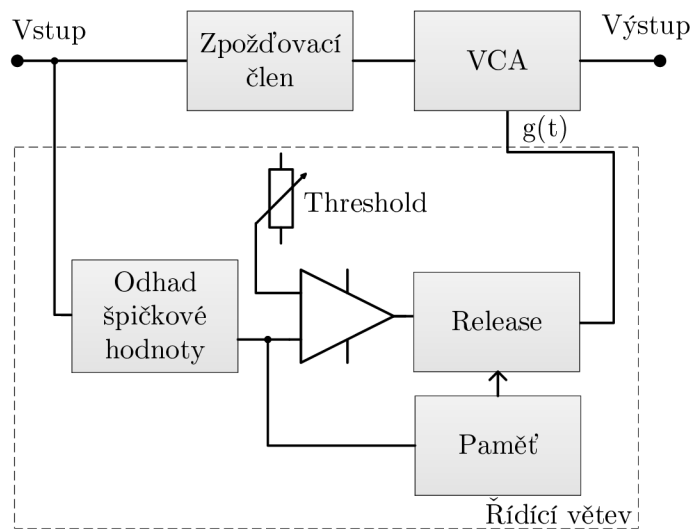 Vstup
Zpožďovací
člen
VCA
Výstup
g(t)
Threshold
Odhad
špičkové
hodnoty
Release
Paměť
Řídící větev